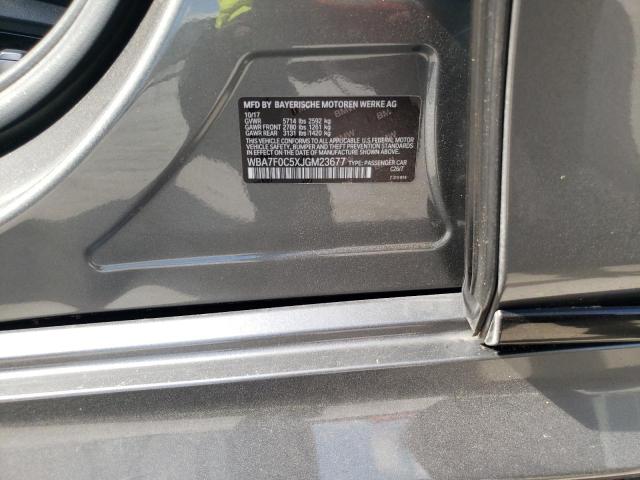 MFD BY BAYERISCHE MOTOREN WERKE AG
10/17
GVWR 5714 lbs 2592 kg
GAWR FRONT 2780 lbs 1261 kg
GAWR REAR 3131 lbs 1420 kg
THIS VEHICLE CONFORMS TO ALL APPLICABLE U.S. FEDERAL MOTOR
VEHICLE SAFETY, BUMPER AND THEFT PREVENTION STANDARDS IN
EFFECT ON THE DATE OF MANUFACTURE SHOWN ABOVE.
WBA7F0C5XJGM23677 TYPE: PASSENGER CAR
C26/7